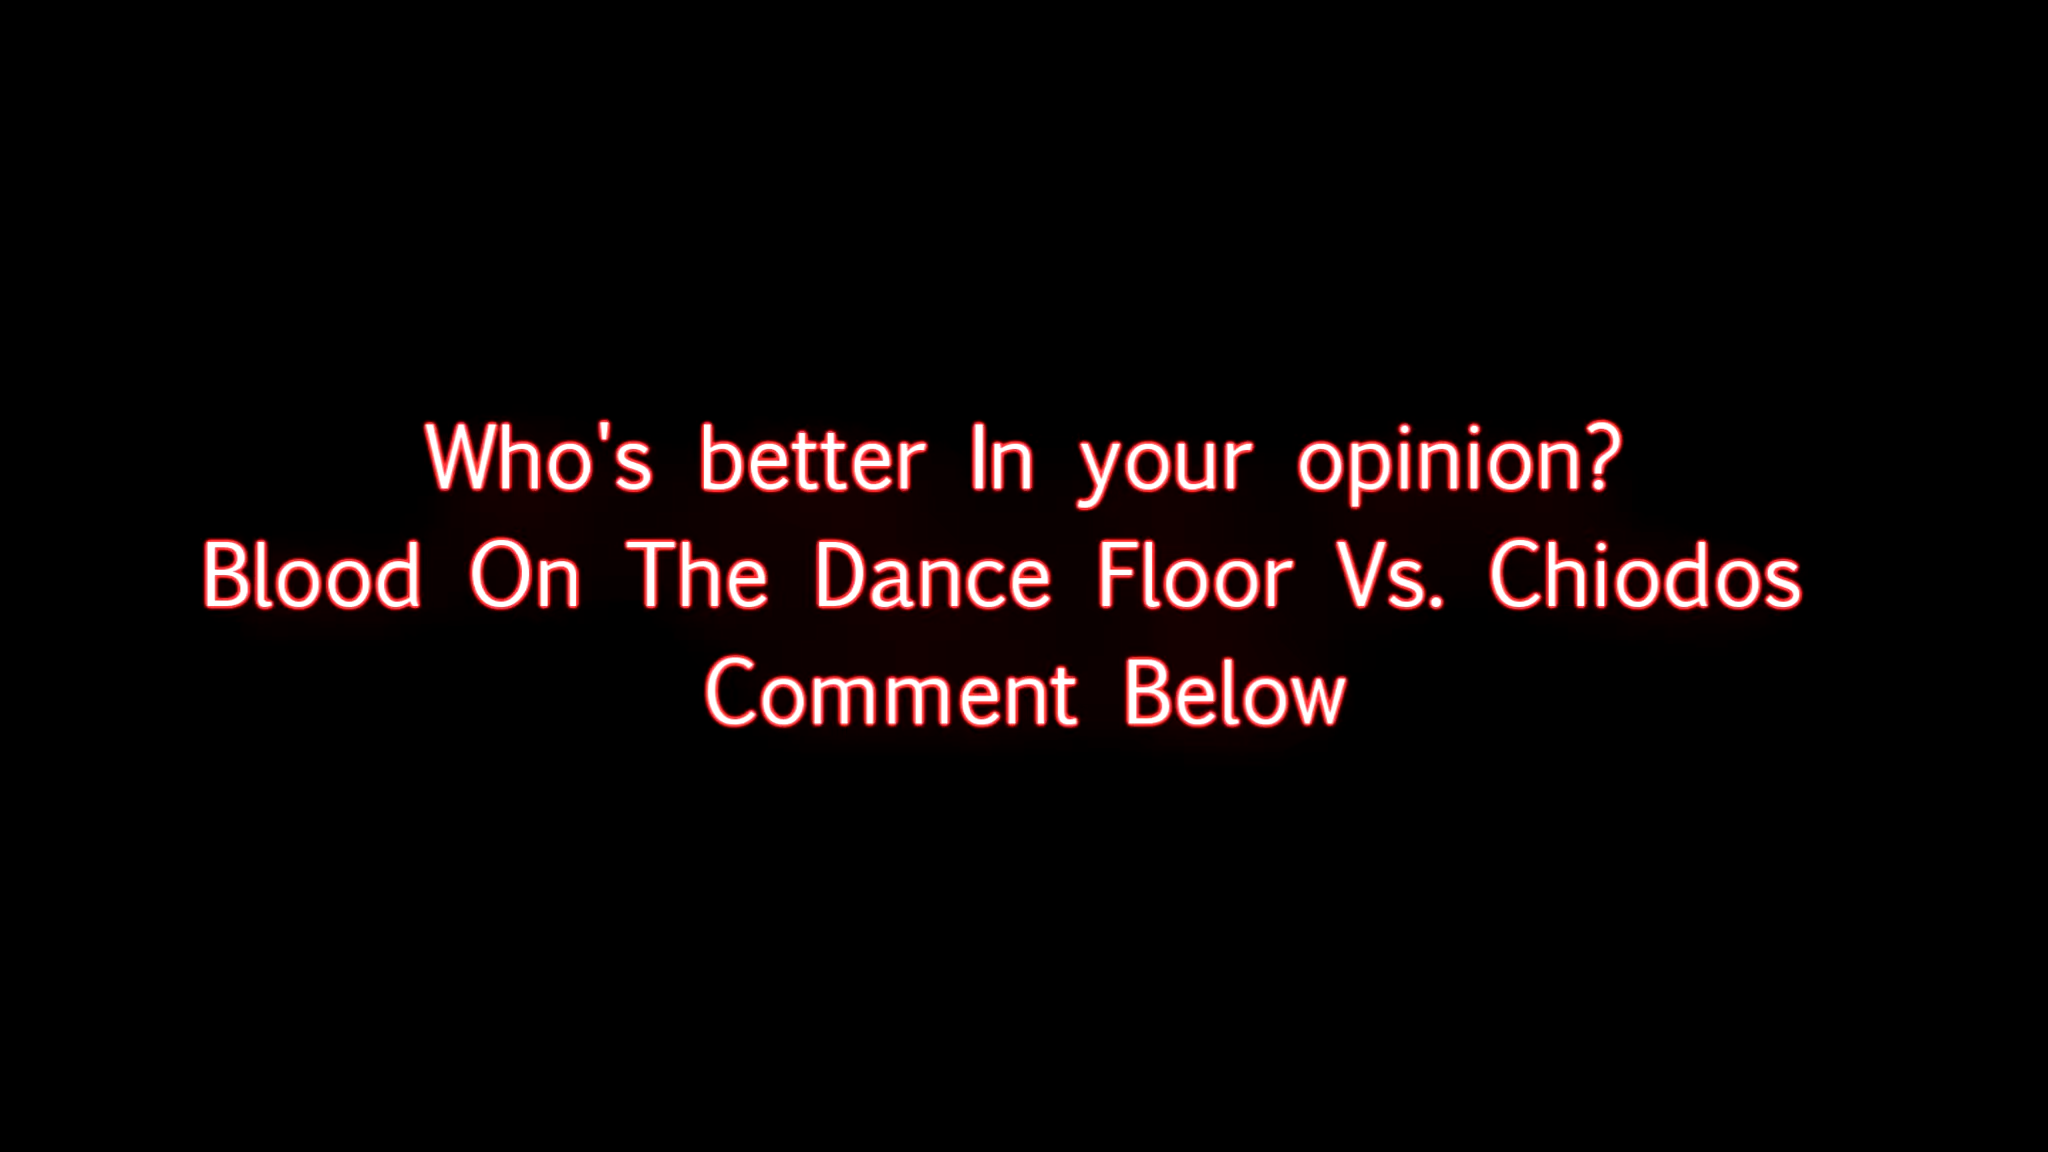 Who's better In your opinion?
Blood On The Dance Floor Vs. Chiodos
Comment Below